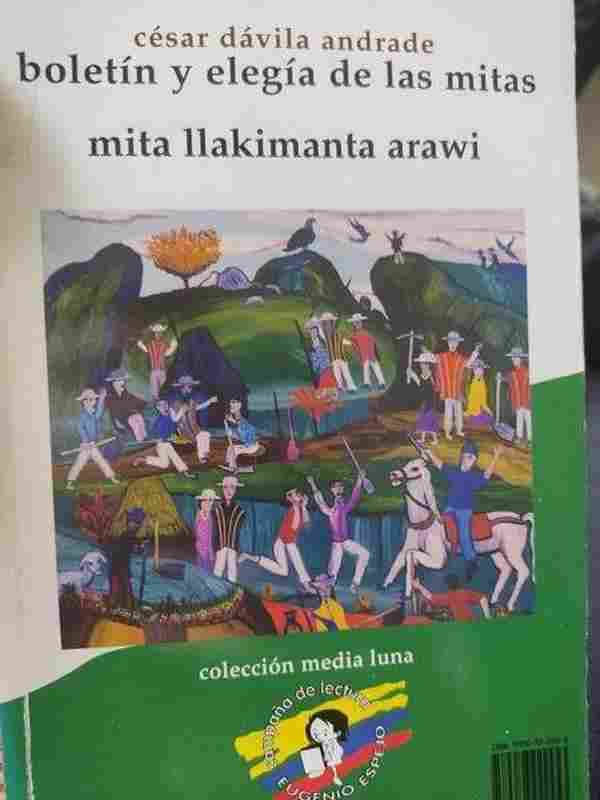 césar dávila andrade
boletín y elegía de las mitas
mita llakimanta arawi
colección media luna
campaña de lectura
EUGENIO ESPEJO